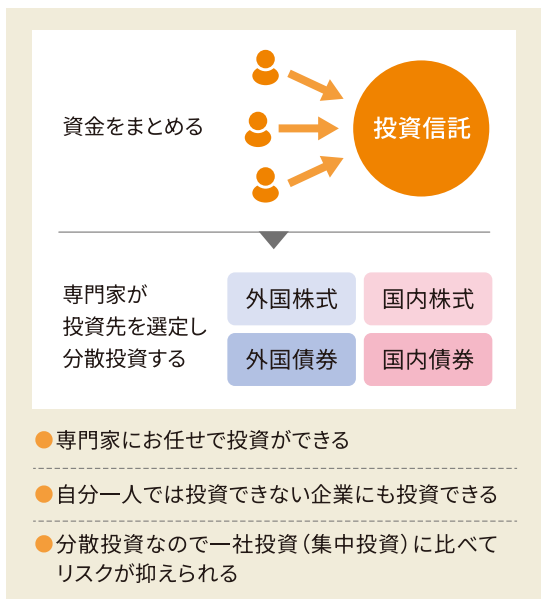 資金をまとめる
投資信託
専門家が
投資先を選定し
分散投資する
外国株式
国内株式
外国債券
国内債券
●専門家にお任せで投資ができる
●自分一人では投資できない企業にも投資できる
●分散投資なので一社投資（集中投資）に比べて
リスクが抑えられる